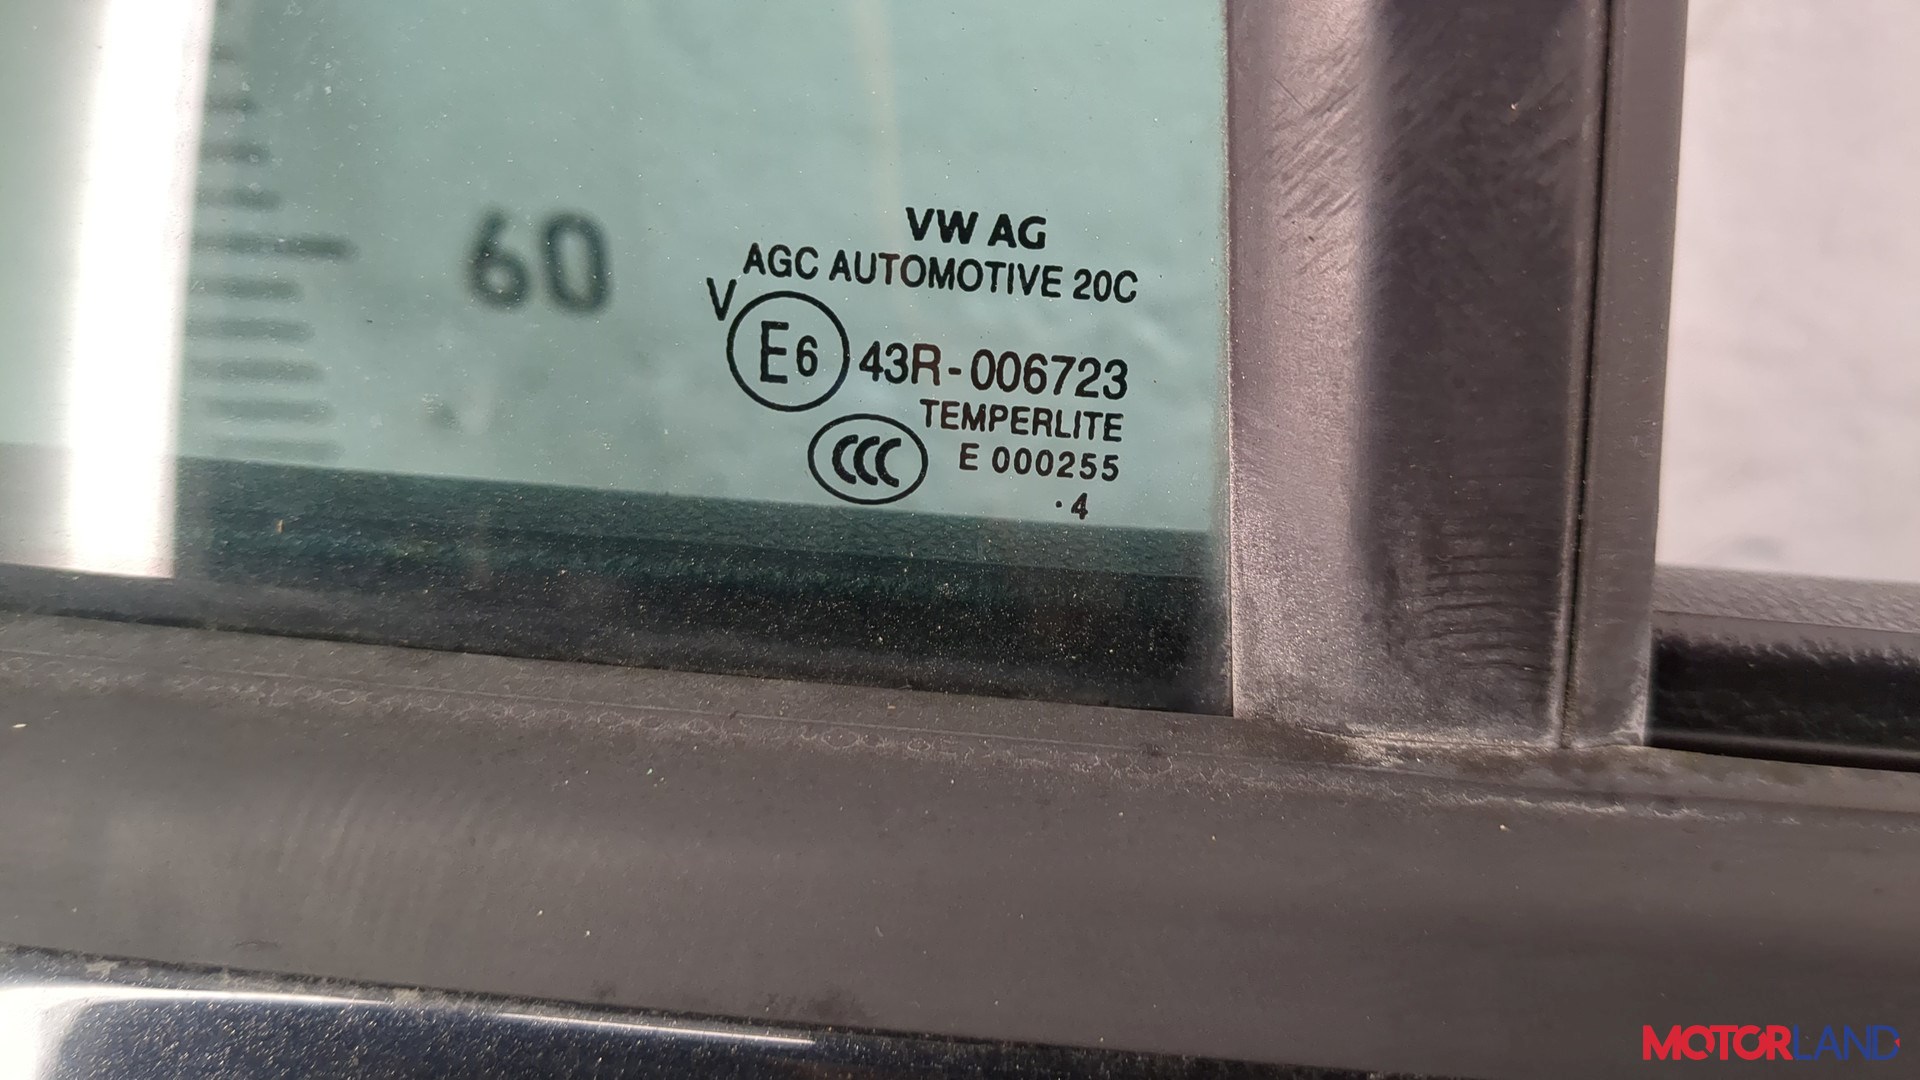 60
VW AG
AGC AUTOMOTIVE 20C
V
E6 43R-006723
TEMPERLITE
CCC E 000255
·4
MOTORLAND